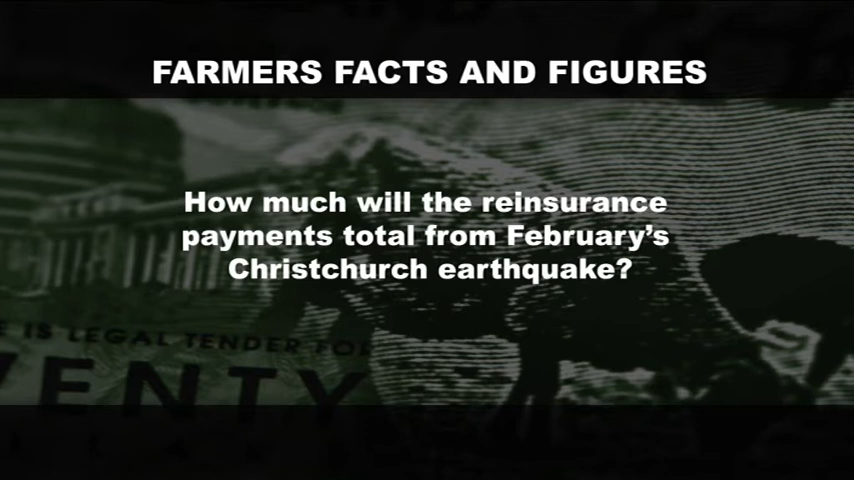 FARMERS FACTS AND FIGURES
How much will the reinsurance
payments total from February’s
Christchurch earthquake?
IS LEGAL TENDER FOR
ENTY